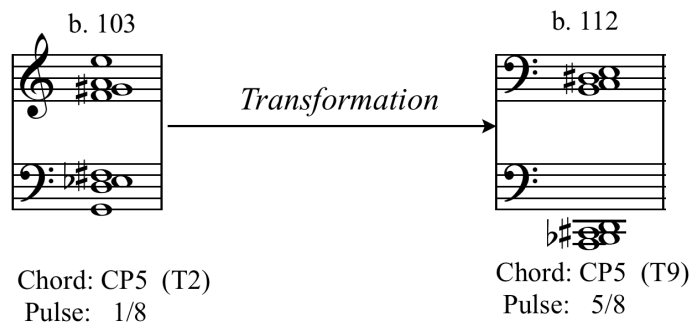 b. 103
b. 112
Transformation
Chord: CP5 (T2)
Pulse: 1/8
Chord: CP5 (T9)
Pulse: 5/8